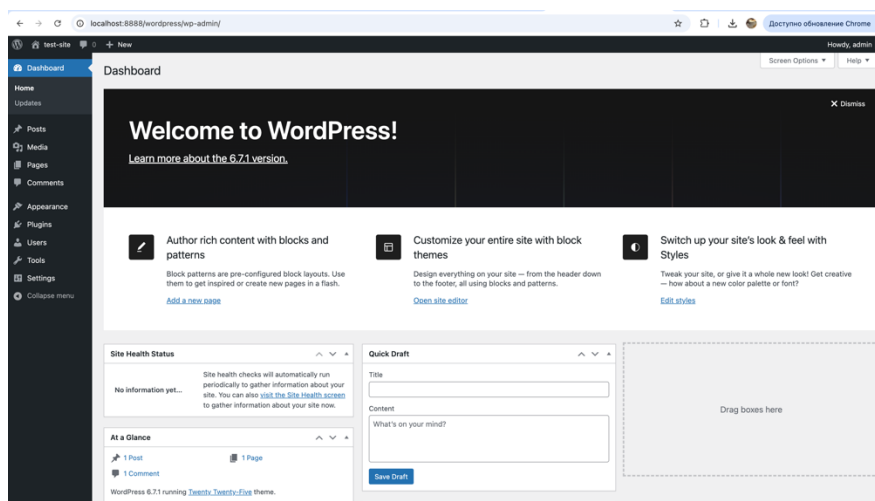 localhost:8888/wordpress/wp-admin/
Доступно обновление Chrome
test-site
0
+ New
Howdy, admin
Dashboard
Home
Updates
Posts
Media
Pages
Comments
Appearance
Plugins
Users
Tools
Settings
Collapse menu
Dashboard
Screen Options
Help
Dismiss
Welcome to WordPress!
Learn more about the 6.7.1 version.
Author rich content with blocks and
patterns
Block patterns are pre-configured block layouts. Use
them to get inspired or create new pages in a flash.
Add a new page
Customize your entire site with block
themes
Design everything on your site — from the header down
to the footer, all using blocks and patterns.
Open site editor
Switch up your site's look & feel with
Styles
Tweak your site, or give it a whole new look! Get creative
— how about a new color palette or font?
Edit styles
Site Health Status
No information yet...
Site health checks will automatically run
periodically to gather information about your
site. You can also visit the Site Health screen
to gather information about your site now.
At a Glance
1 Post
1 Page
1 Comment
WordPress 6.7.1 running Twenty Twenty-Five theme.
Quick Draft
Title
Content
What's on your mind?
Save Draft
Drag boxes here